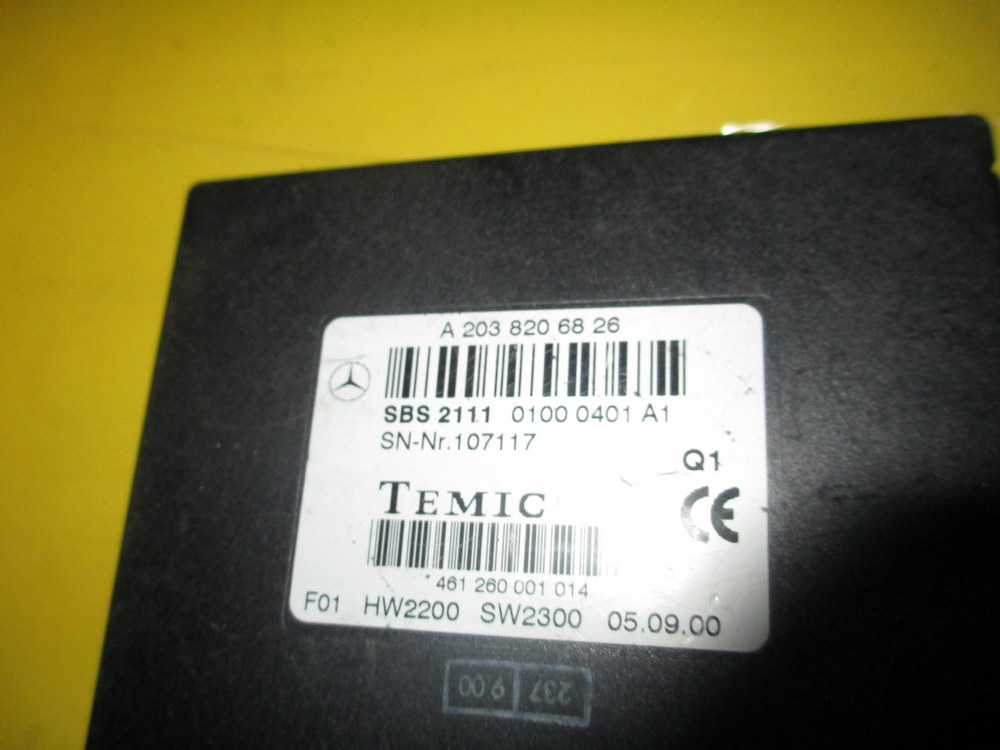 A 203 820 68 26
SBS 2111 0100 0401 A1
SN-Nr.107117
Q1
TEMIC
CE
461 260 001 014
F01 HW2200 SW2300 05.09.00
237 9.00